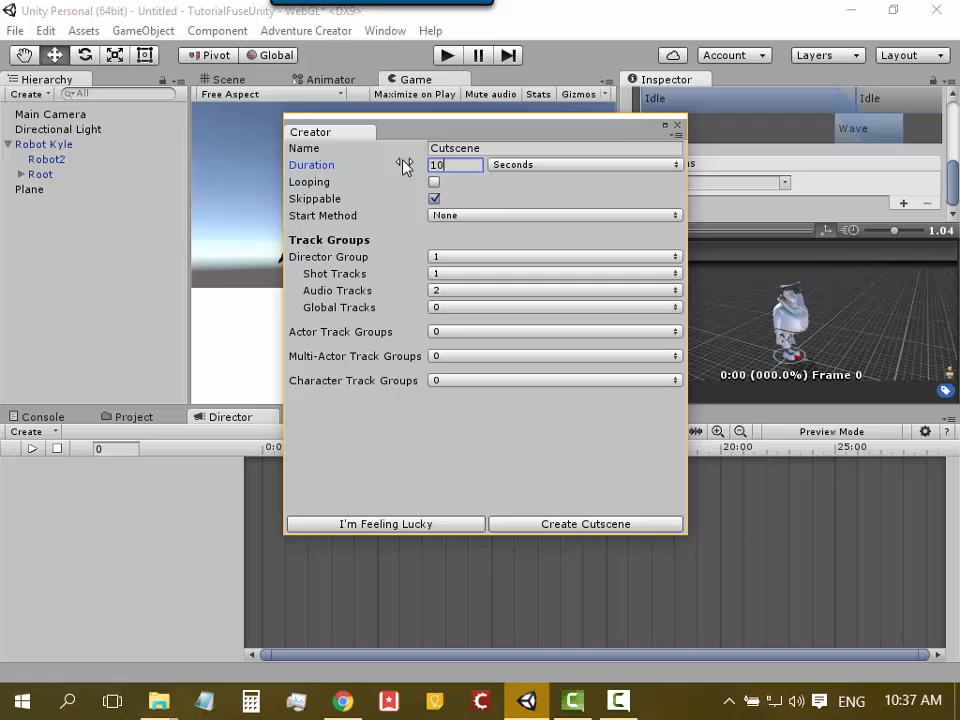 Unity Personal (64bit) - Untitled - TutorialFuseUnity - WebGL* <DX9>
File Edit Assets GameObject Component Adventure Creator Window Help
Pivot Global Account Layers Layout
Hierarchy Scene Animator Game Inspector
Create All Free Aspect Maximize on Play Mute audio Stats Gizmos Idle Idle
Main Camera
Directional Light
Wave
Robot Kyle
Robot2
Root
Plane
Creator
Name Cutscene
Duration 10 Seconds
Looping
Skippable
Start Method None
Track Groups
Director Group 1
Shot Tracks 1
Audio Tracks 2
Global Tracks 0
Actor Track Groups 0
Multi-Actor Track Groups 0
Character Track Groups 0
I'm Feeling Lucky Create Cutscene
1.04
0:00 (000.0%) Frame 0
Console Project Director
Create Preview Mode ?
0 20:00 25:00
ENG 10:37 AM